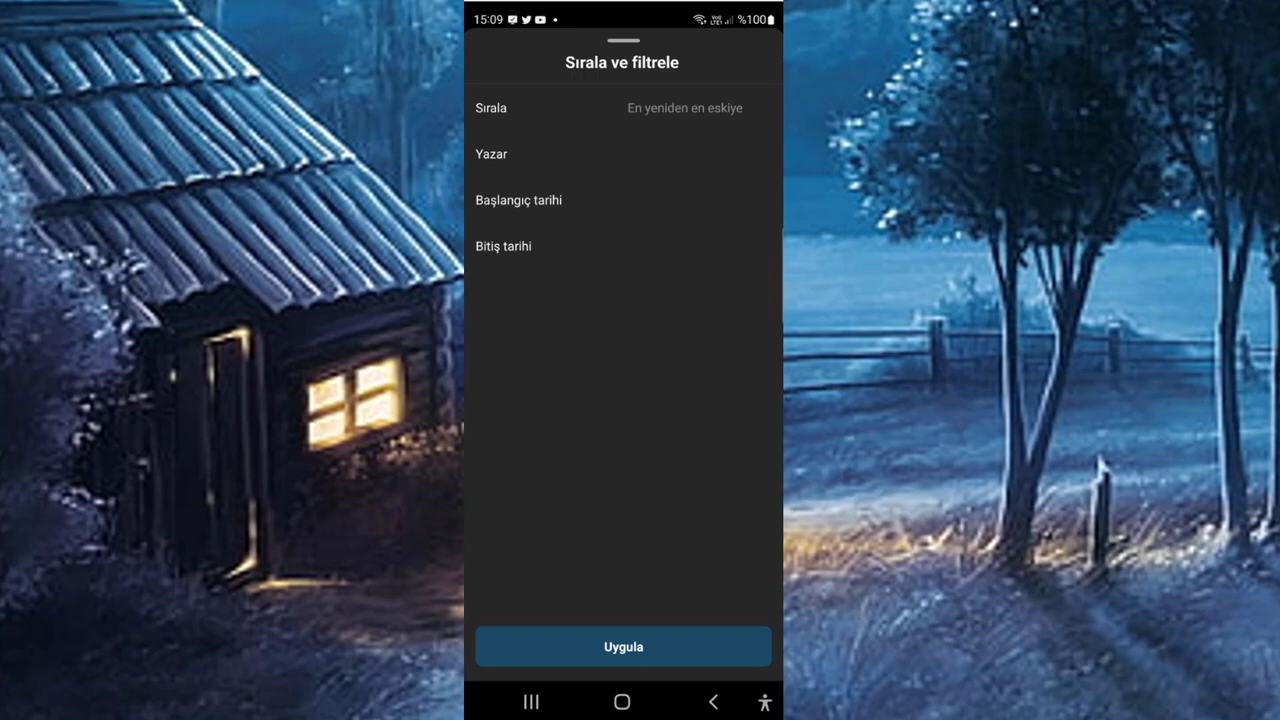 15:09 %100
Sırala ve filtrele
Sırala En yeniden en eskiye
Yazar
Başlangıç tarihi
Bitiş tarihi
Uygula